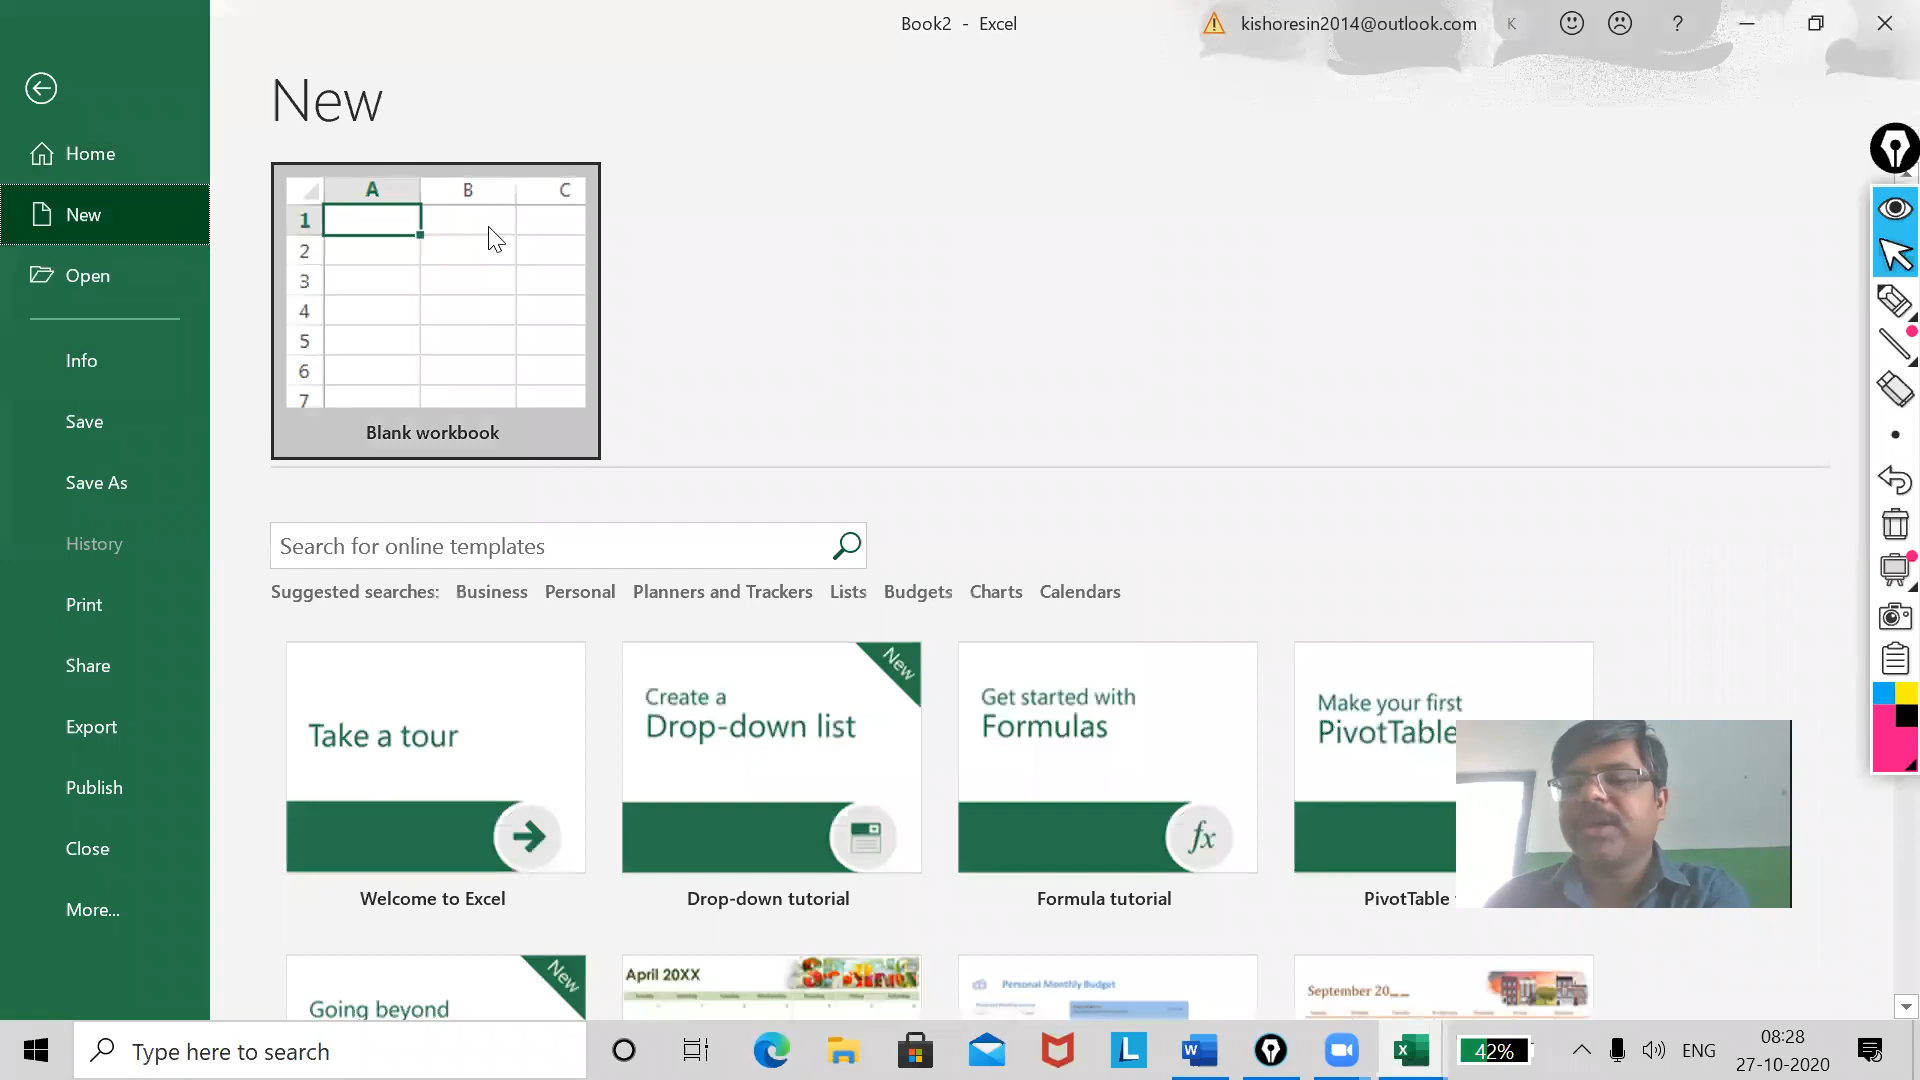 Book2 - Excel
kishoresin2014@outlook.com
K
?
New
Home
New
Open
Info
Save
Save As
History
Print
Share
Export
Publish
Close
More...
A B C
1
2
3
4
5
6
7
Blank workbook
Search for online templates
Suggested searches: Business Personal Planners and Trackers Lists Budgets Charts Calendars
Take a tour
Welcome to Excel
New
Create a
Drop-down list
Drop-down tutorial
Get started with
Formulas
fx
Formula tutorial
Make your first
PivotTable
PivotTable
New
Going beyond
April 20XX
Personal Monthly Budget
September 20__
Type here to search
L
W
X
42%
ENG
08:28
27-10-2020